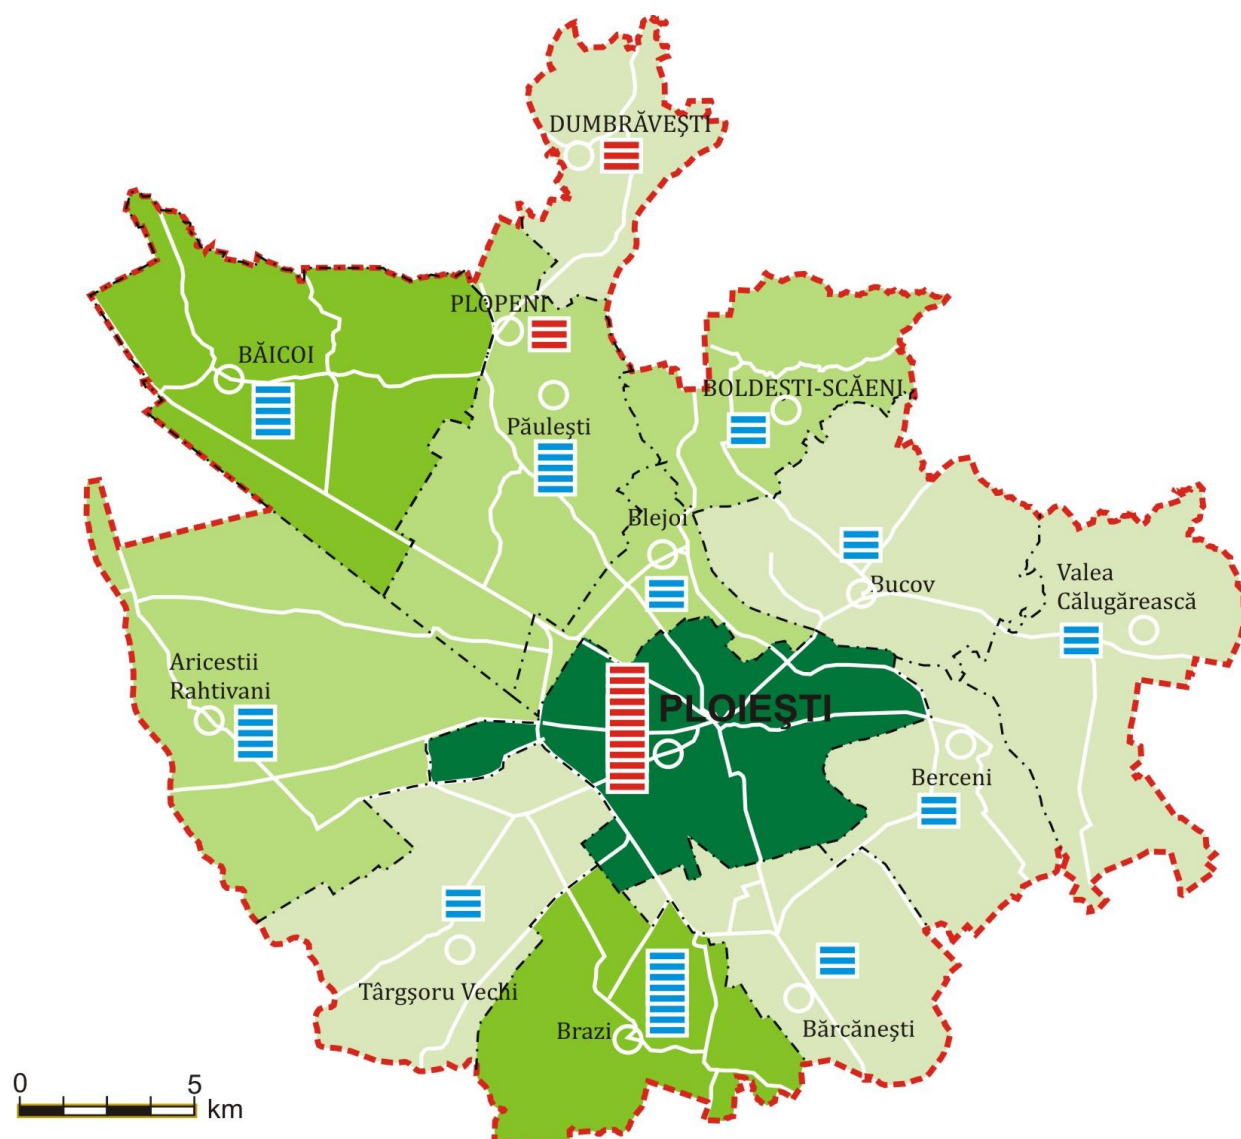 DUMBRĂVEŞTI
PLOPENI
BĂICOI
BOLDESTI-SCĂENI
Păuleşti
Blejoi
Bucov
Valea
Călugărească
Aricestii
Rahtivani
PLOIEŞTI
Berceni
Târgşoru Vechi
Brazi
Bărcăneşti
0 5
km